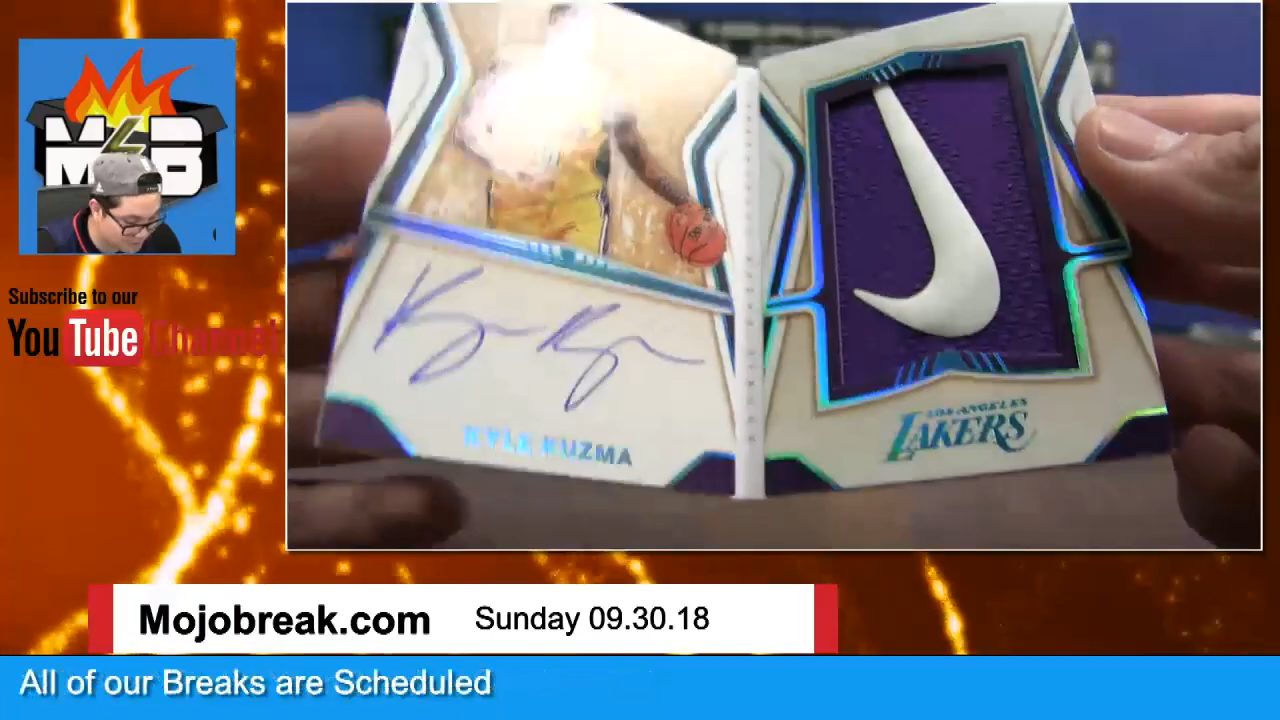 MOJO
Subscribe to our
YouTube Channel
KYLE KUZMA
LOS ANGELES
LAKERS
Mojobreak.com
Sunday 09.30.18
All of our Breaks are Scheduled